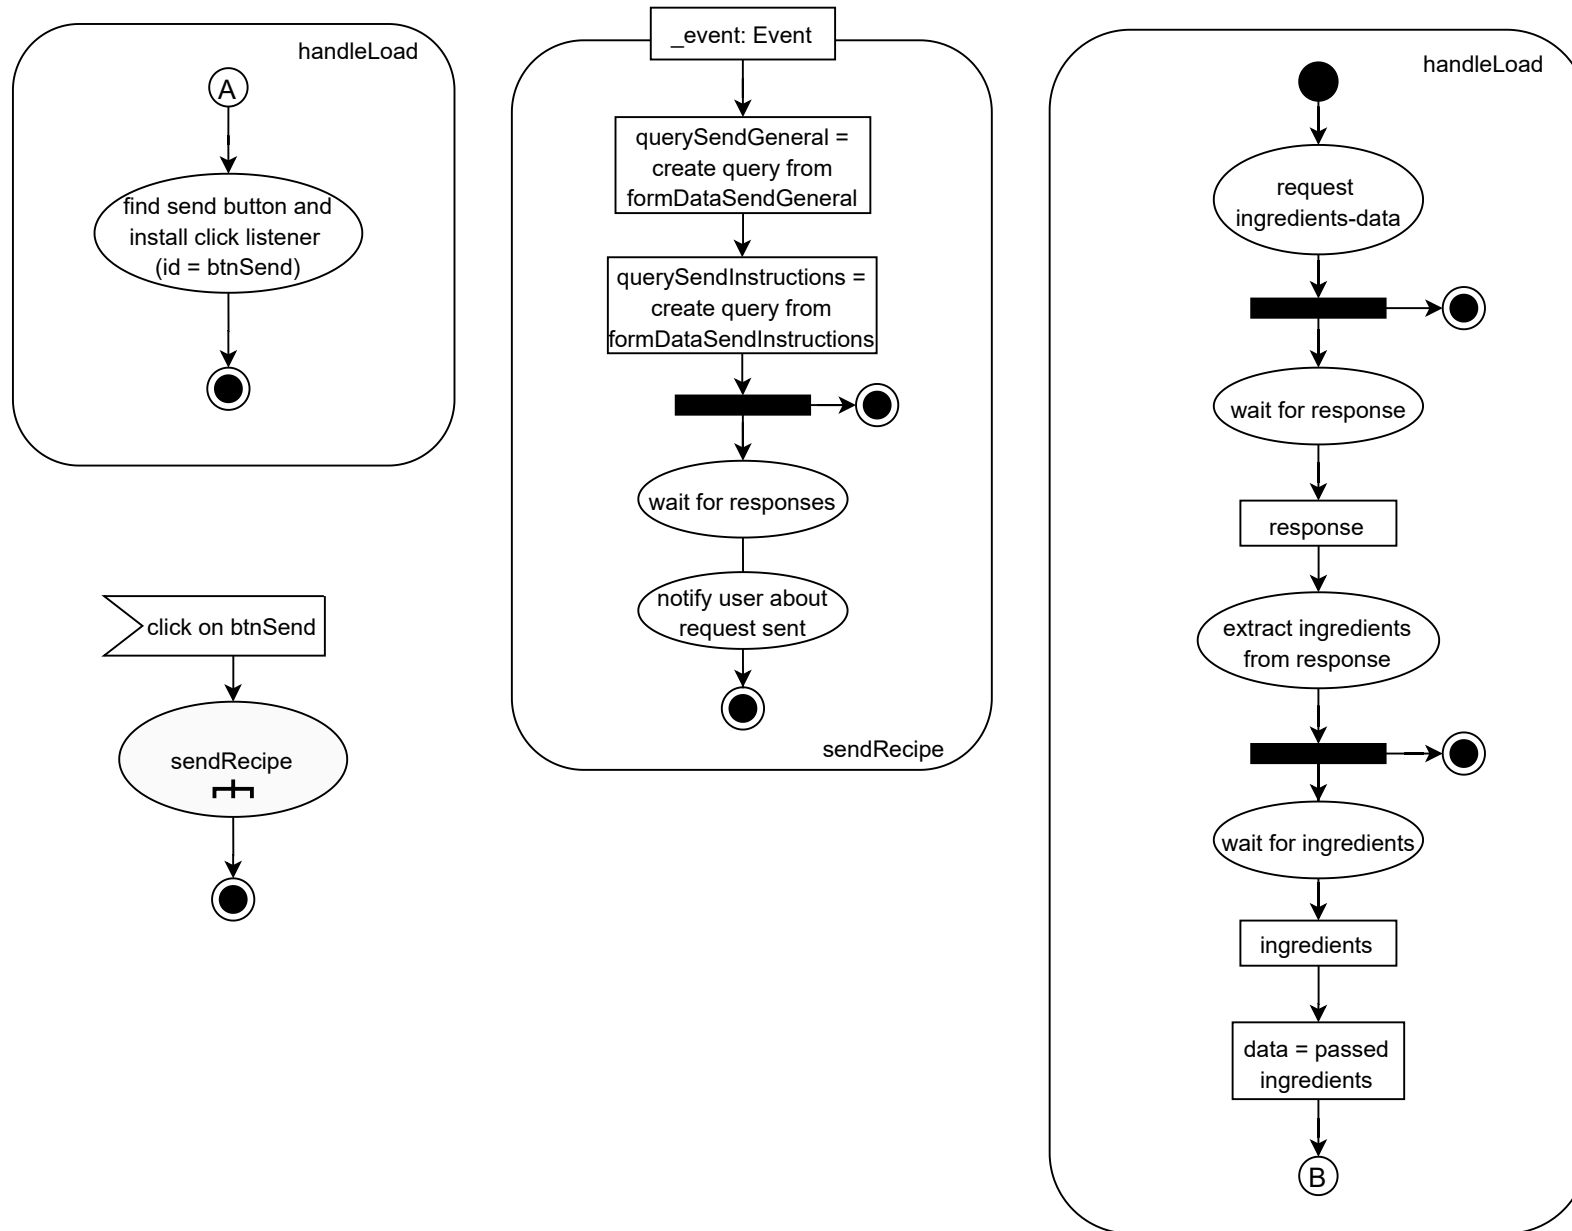 handleLoad
A
find send button and
install click listener
(id = btnSend)
click on btnSend
sendRecipe
_event: Event
querySendGeneral =
create query from
formDataSendGeneral
querySendInstructions =
create query from
formDataSendInstructions
wait for responses
notify user about
request sent
sendRecipe
handleLoad
request
ingredients-data
wait for response
response
extract ingredients
from response
wait for ingredients
ingredients
data = passed
ingredients
B